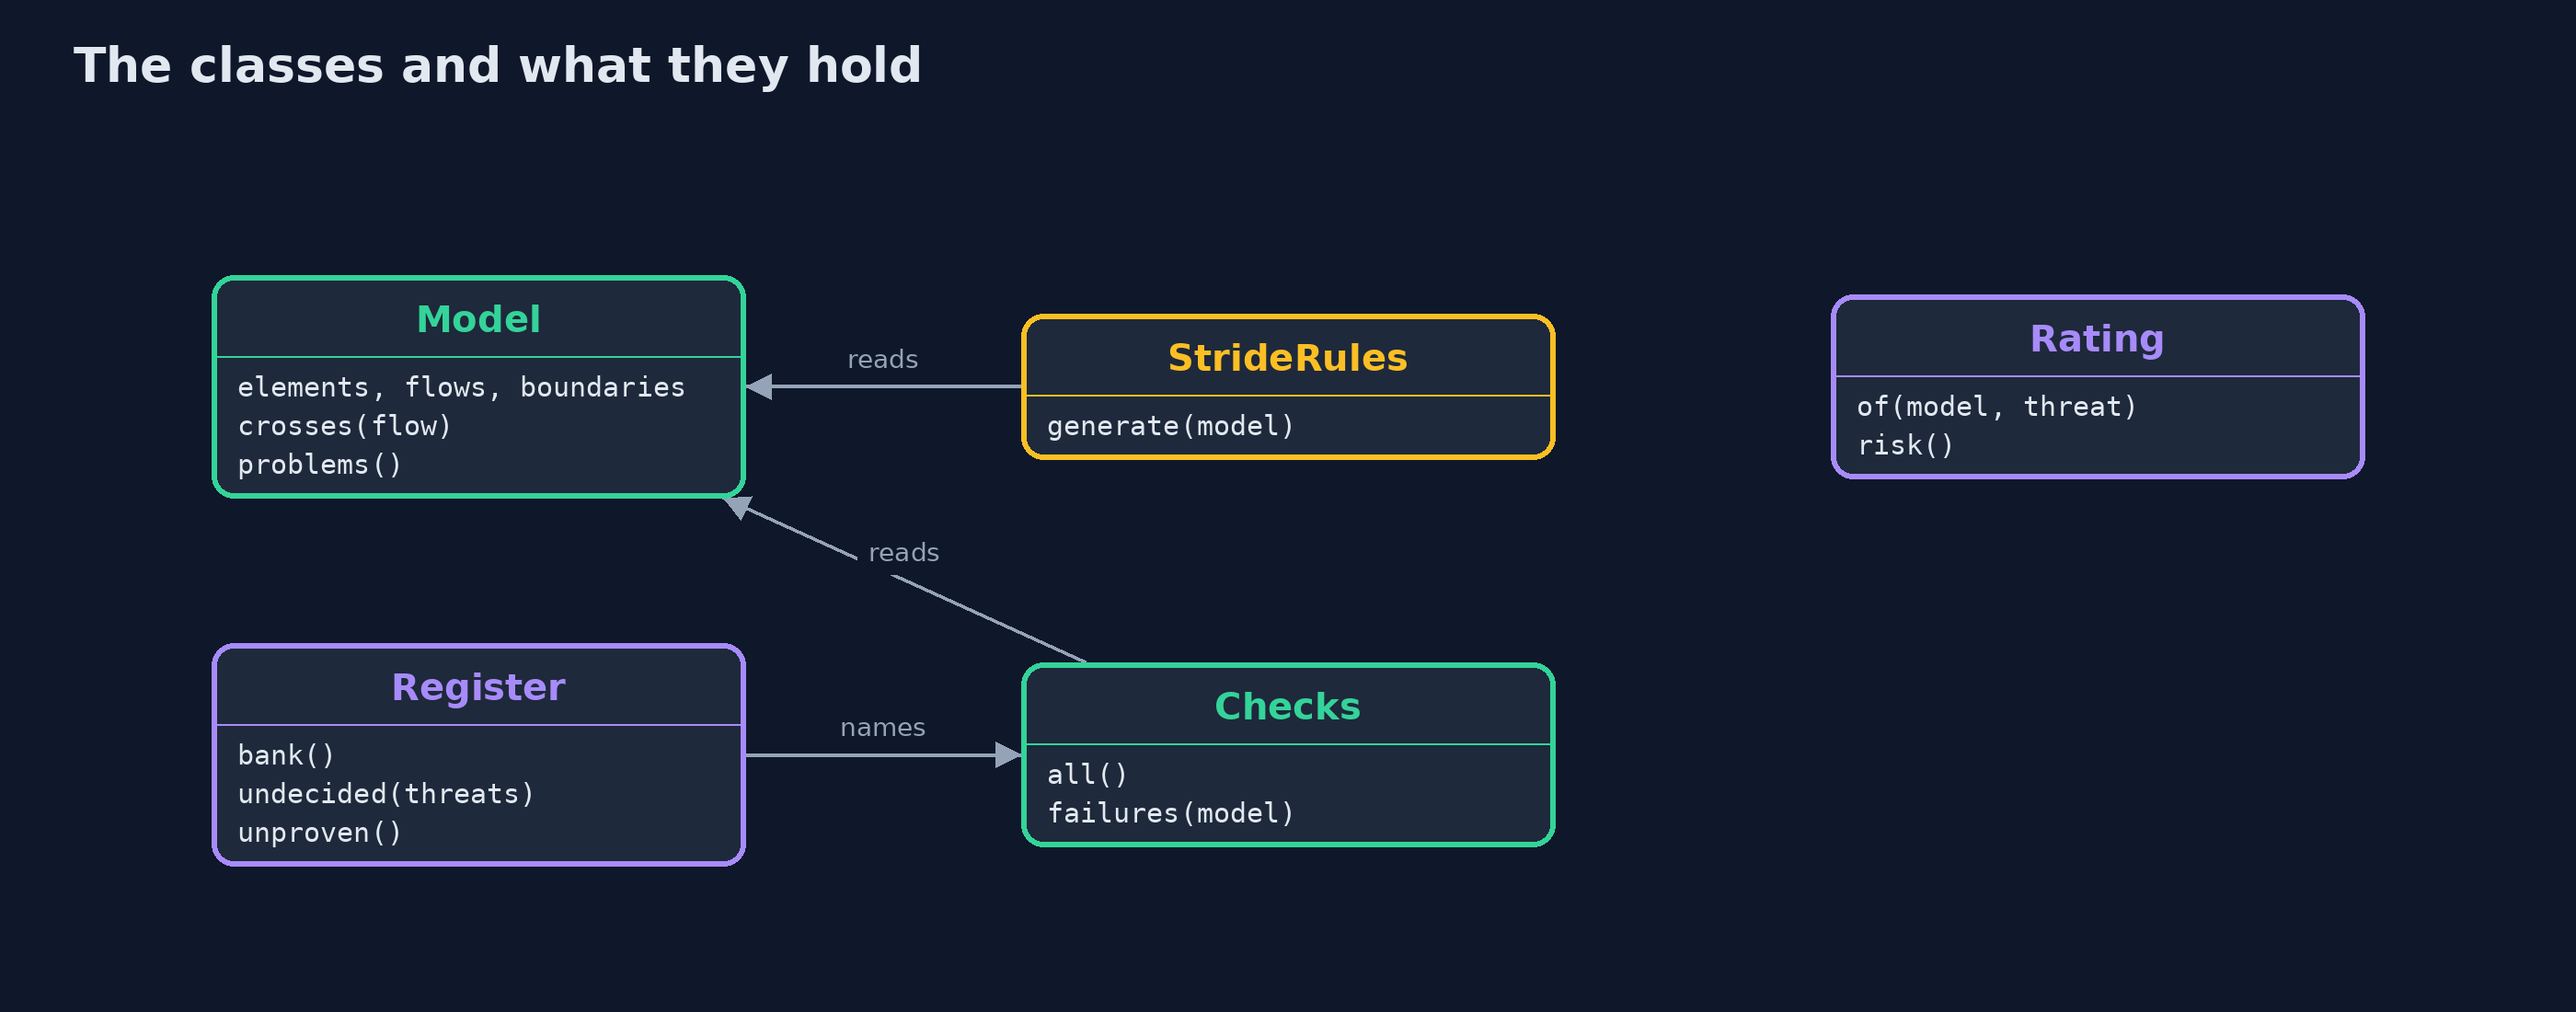 The classes and what they hold
Model
elements, flows, boundaries
crosses(flow)
problems()
reads
StrideRules
generate(model)
Rating
of(model, threat)
risk()
reads
Register
bank()
undecided(threats)
unproven()
names
Checks
all()
failures(model)